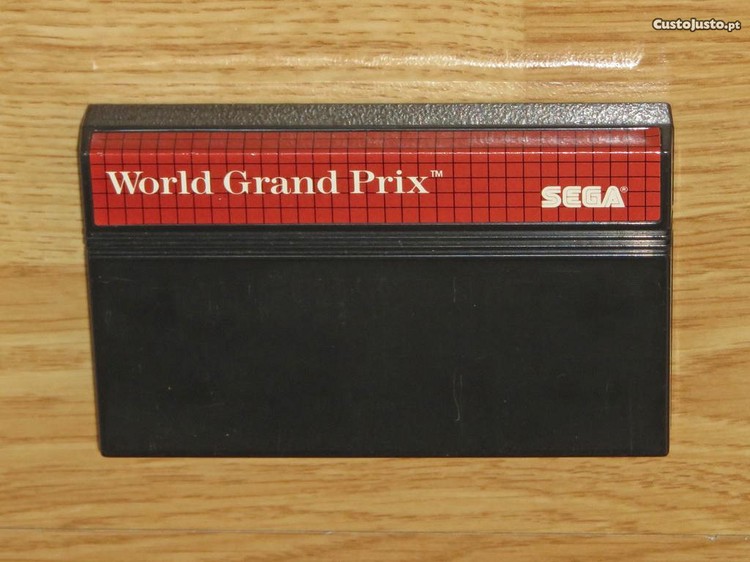 CustoJusto.pt
World Grand Prix™
SEGA®